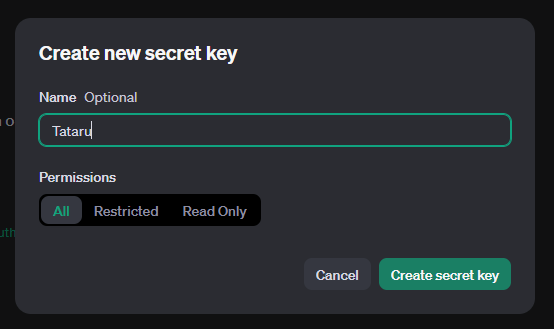 Create new secret key
Name Optional
Tataru
Permissions
All Restricted Read Only
Cancel Create secret key